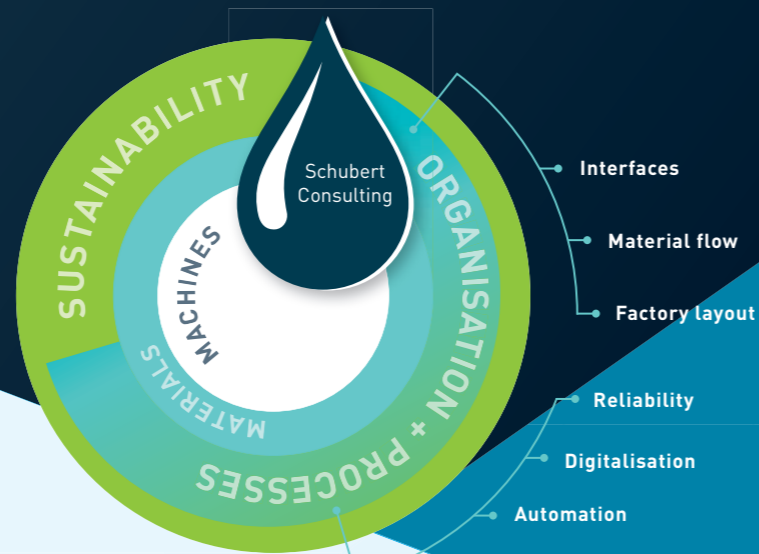 SUSTAINABILITY
Schubert
Consulting
ORGANISATION + PROCESSES
MACHINES
MATERIALS
Interfaces
Material flow
Factory layout
Reliability
Digitalisation
Automation